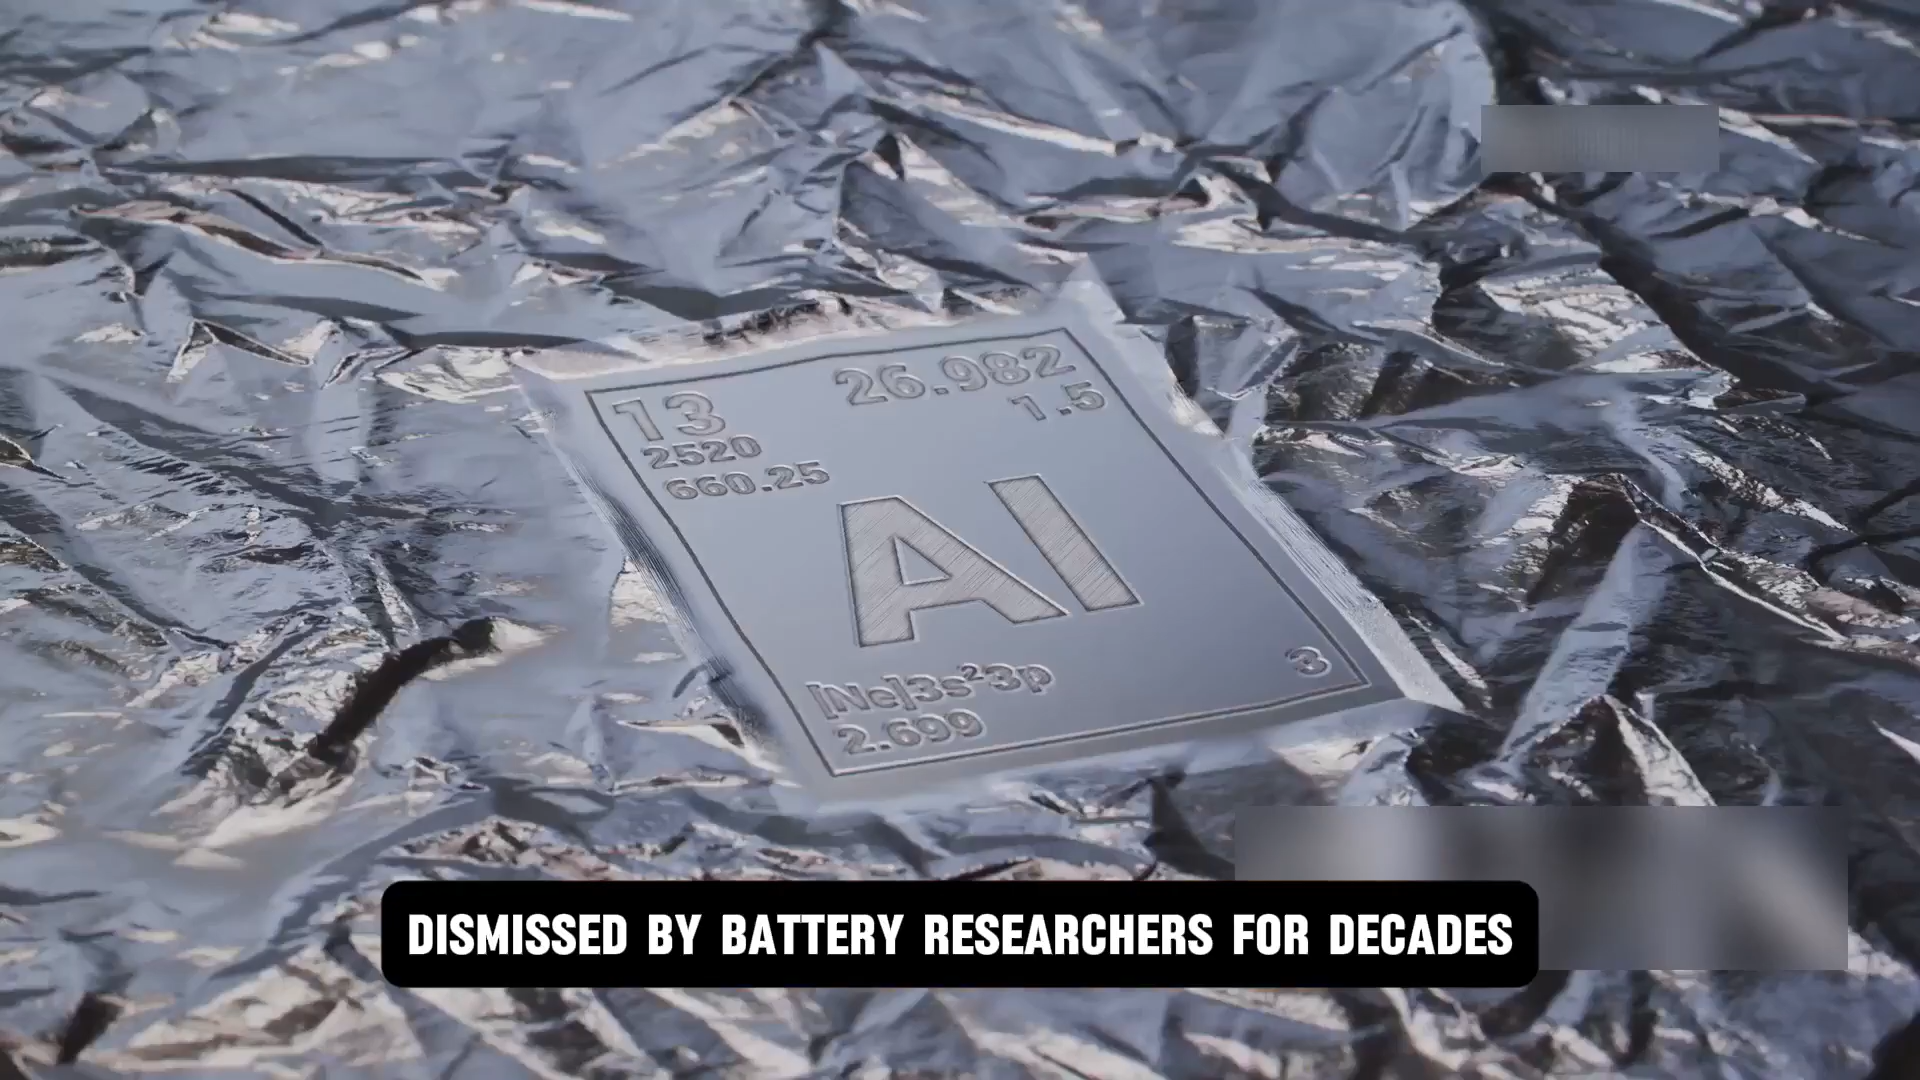 13
26.982
2520
1.5
660.25
Al
[Ne]3s²3p
3
2.699
DISMISSED BY BATTERY RESEARCHERS FOR DECADES